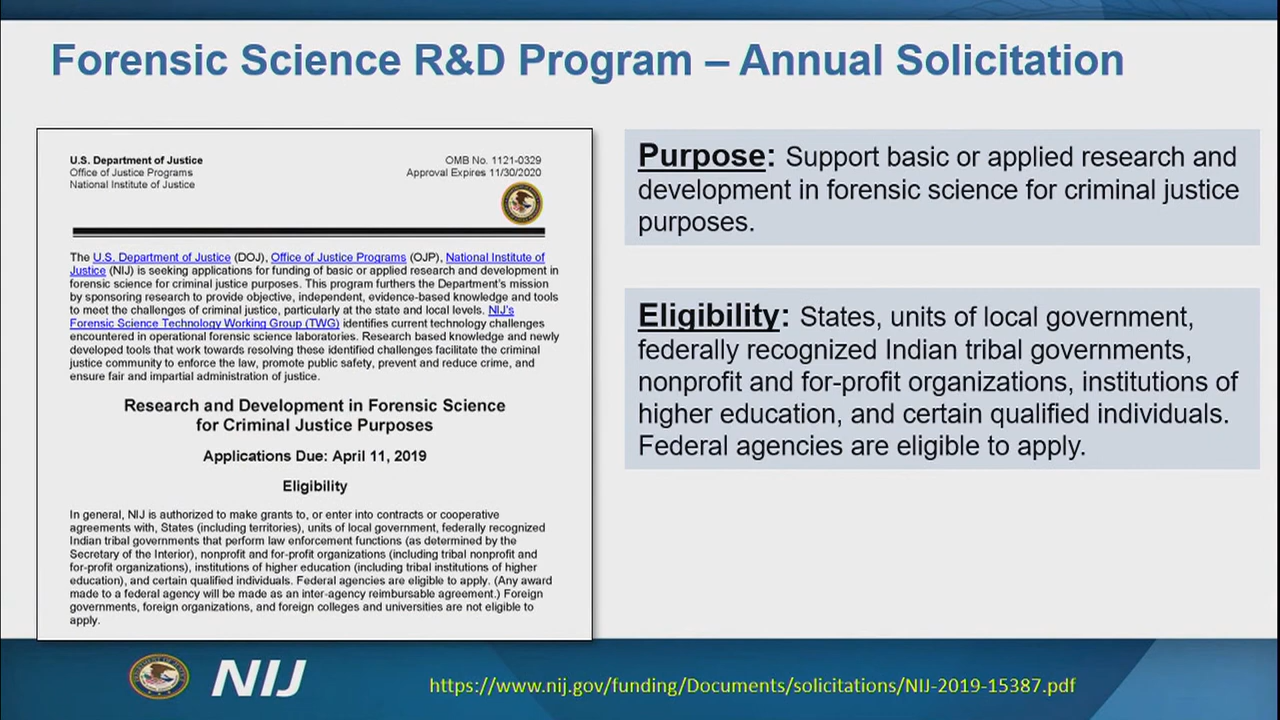 Forensic Science R&D Program – Annual Solicitation
U.S. Department of Justice
Office of Justice Programs
National Institute of Justice
OMB No. 1121-0329
Approval Expires 11/30/2020
The U.S. Department of Justice (DOJ), Office of Justice Programs (OJP), National Institute of
Justice (NIJ) is seeking applications for funding of basic or applied research and development in
forensic science for criminal justice purposes. This program furthers the Department's mission
by sponsoring research to provide objective, independent, evidence-based knowledge and tools
to meet the challenges of criminal justice, particularly at the state and local levels. NIJ's
Forensic Science Technology Working Group (TWG) identifies current technology challenges
encountered in operational forensic science laboratories. Research based knowledge and newly
developed tools that work towards resolving these identified challenges facilitate the criminal
justice community to enforce the law, promote public safety, prevent and reduce crime, and
ensure fair and impartial administration of justice.
Research and Development in Forensic Science
for Criminal Justice Purposes
Applications Due: April 11, 2019
Eligibility
In general, NIJ is authorized to make grants to, or enter into contracts or cooperative
agreements with, States (including territories), units of local government, federally recognized
Indian tribal governments that perform law enforcement functions (as determined by the
Secretary of the Interior), nonprofit and for-profit organizations (including tribal nonprofit and
for-profit organizations), institutions of higher education (including tribal institutions of higher
education), and certain qualified individuals. Federal agencies are eligible to apply. (Any award
made to a federal agency will be made as an inter-agency reimbursable agreement.) Foreign
governments, foreign organizations, and foreign colleges and universities are not eligible to
apply.
Purpose: Support basic or applied research and
development in forensic science for criminal justice
purposes.
Eligibility: States, units of local government,
federally recognized Indian tribal governments,
nonprofit and for-profit organizations, institutions of
higher education, and certain qualified individuals.
Federal agencies are eligible to apply.
NIJ
https://www.nij.gov/funding/Documents/solicitations/NIJ-2019-15387.pdf